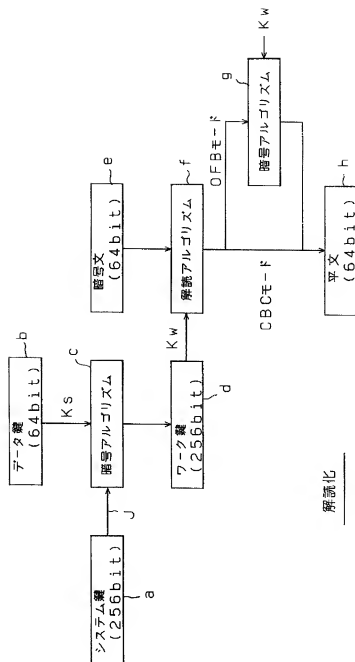 システム鍵
(256bit)
a
J
データ鍵
(64bit)
b
Ks
暗号アルゴリズム
c
ワーク鍵
(256bit)
d
Kw
暗号文
(64bit)
e
解読アルゴリズム
f
OFBモード
CBCモード
Kw
暗号アルゴリズム
g
平文
(64bit)
h
解読化